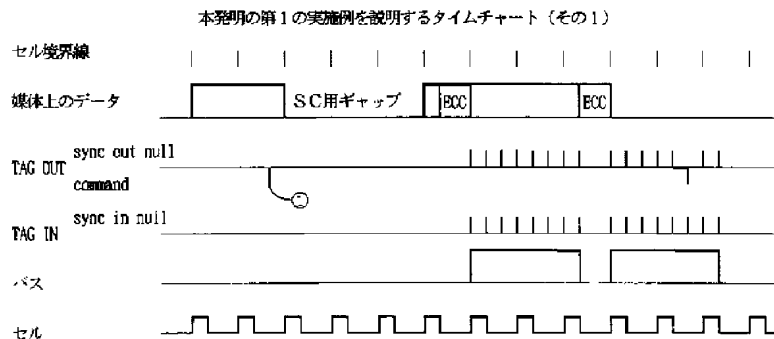 本発明の第１の実施例を説明するタイムチャート（その１）
セル境界線
媒体上のデータ
ＳＣ用ギャップ
ECC
ECC
TAG OUT
sync out null
command
TAG IN
sync in null
バス
セル